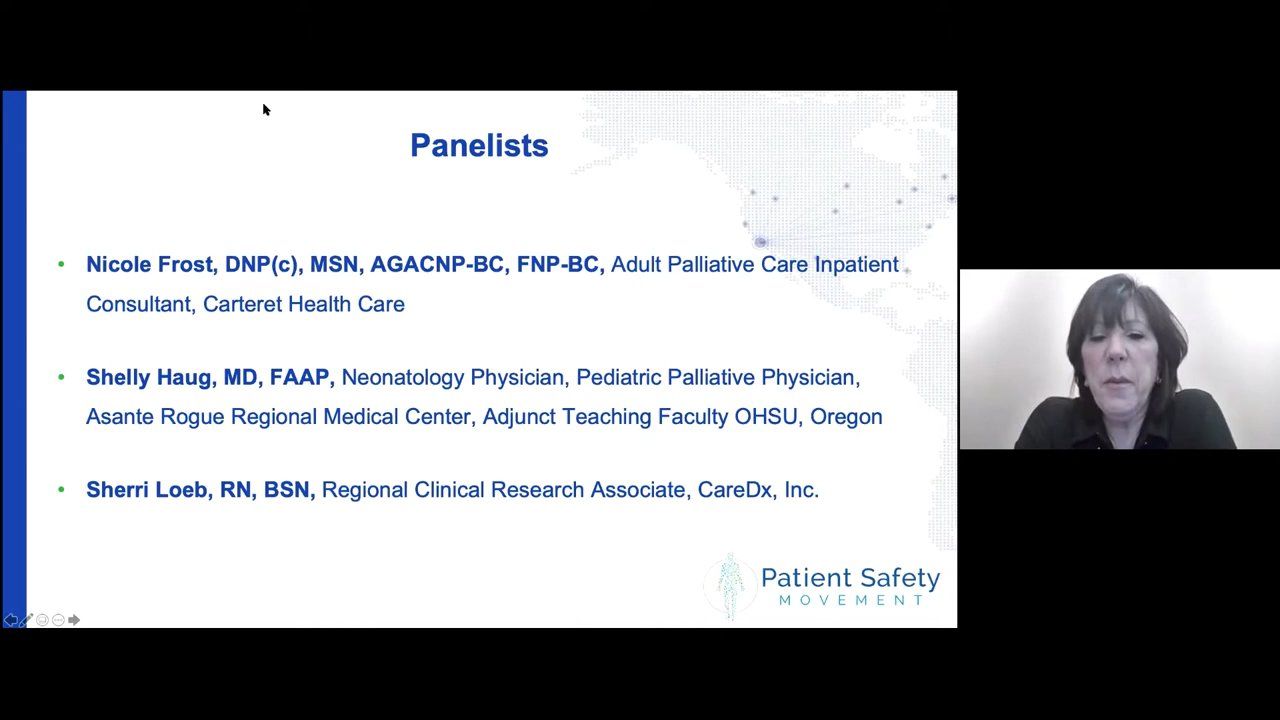 Panelists
• Nicole Frost, DNP(c), MSN, AGACNP-BC, FNP-BC, Adult Palliative Care Inpatient
Consultant, Carteret Health Care
• Shelly Haug, MD, FAAP, Neonatology Physician, Pediatric Palliative Physician,
Asante Rogue Regional Medical Center, Adjunct Teaching Faculty OHSU, Oregon
• Sherri Loeb, RN, BSN, Regional Clinical Research Associate, CareDx, Inc.
Patient Safety
MOVEMENT